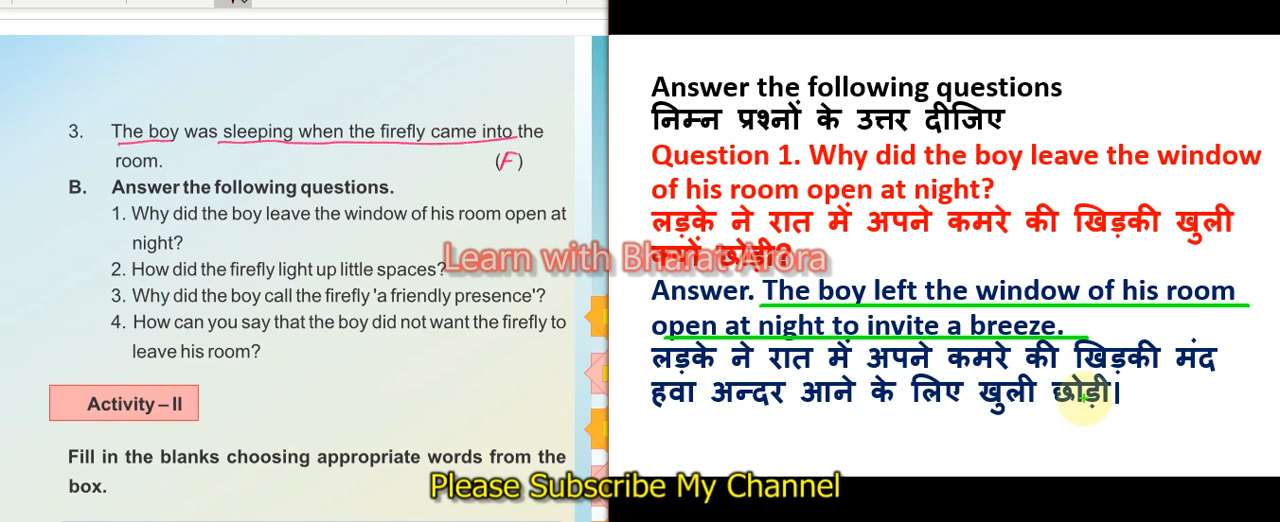 3. The boy was sleeping when the firefly came into the
room. (F)
B. Answer the following questions.
1. Why did the boy leave the window of his room open at
night?
2. How did the firefly light up little spaces?
3. Why did the boy call the firefly 'a friendly presence'?
4. How can you say that the boy did not want the firefly to
leave his room?
Activity – II
Fill in the blanks choosing appropriate words from the
box.
Answer the following questions
निम्न प्रश्नों के उत्तर दीजिए
Question 1. Why did the boy leave the window
of his room open at night?
लड़के ने रात में अपने कमरे की खिड़की खुली
क्यों छोड़ी?
Learn with Bharat Arora
Answer. The boy left the window of his room
open at night to invite a breeze.
लड़के ने रात में अपने कमरे की खिड़की मंद
हवा अन्दर आने के लिए खुली छोड़ी|
Please Subscribe My Channel